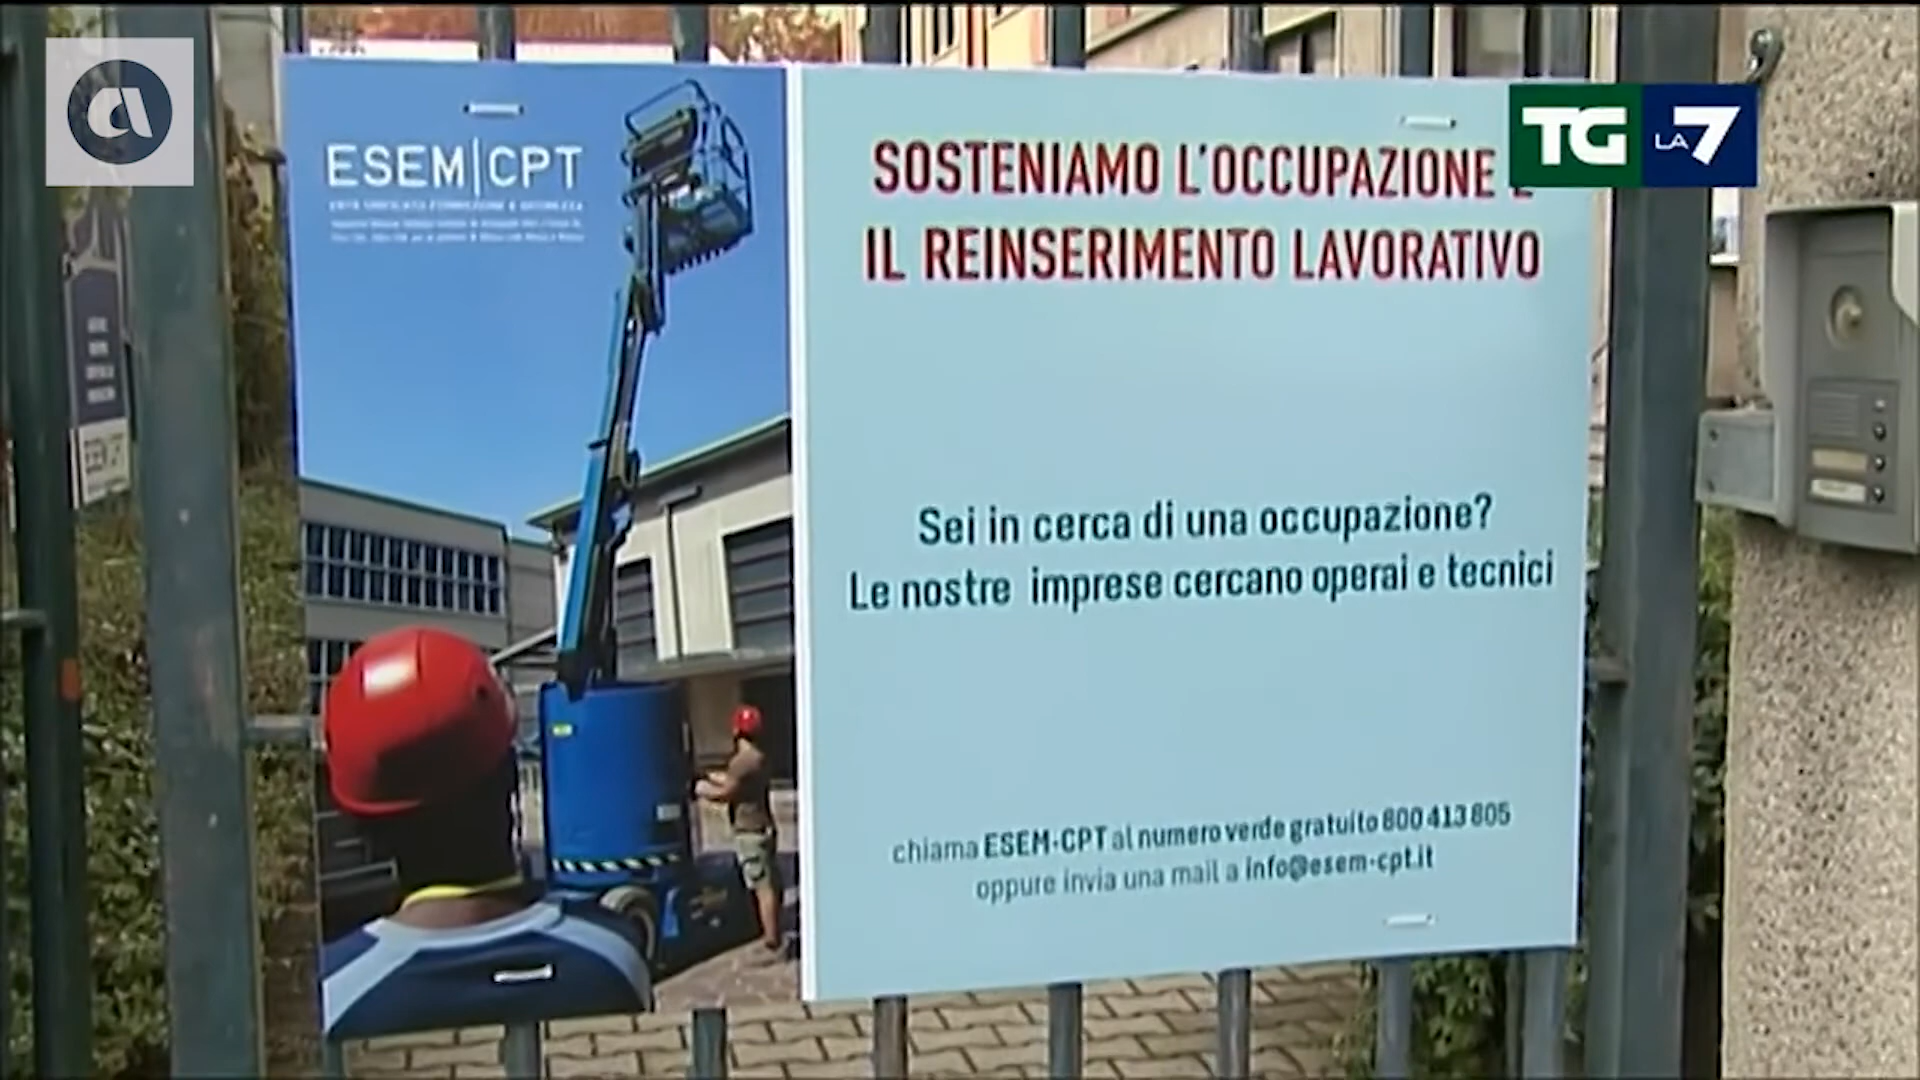 ESEM|CPT
SOSTENIAMO L'OCCUPAZIONE E
IL REINSERIMENTO LAVORATIVO
Sei in cerca di una occupazione?
Le nostre imprese cercano operai e tecnici
chiama ESEM-CPT al numero verde gratuito 800 413 805
oppure invia una mail a info@esem-cpt.it
TG LA7